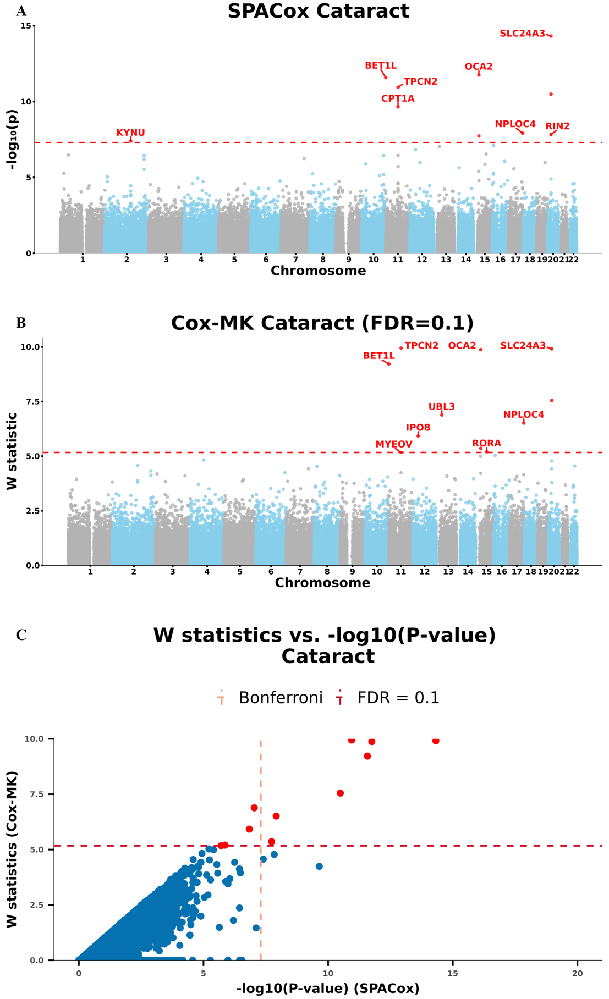 A
SPACox Cataract
15
10
5
0
-log₁₀(p)
SLC24A3
BET1L
OCA2
TPCN2
CPT1A
NPLOC4
RIN2
KYNU
1 2 3 4 5 6 7 8 9 10 11 12 13 14 15 16 17 18 19 20 21 22
Chromosome
B
Cox-MK Cataract (FDR=0.1)
10.0
7.5
5.0
2.5
0.0
W statistic
TPCN2
OCA2
SLC24A3
BET1L
UBL3
NPLOC4
IPO8
MYEOV
RORA
1 2 3 4 5 6 7 8 9 10 11 12 13 14 15 16 17 18 19 20 21 22
Chromosome
C
W statistics vs. -log10(P-value)
Cataract
Bonferroni
FDR = 0.1
10.0
7.5
5.0
2.5
0.0
W statistics (Cox-MK)
0 5 10 15 20
-log10(P-value) (SPACox)